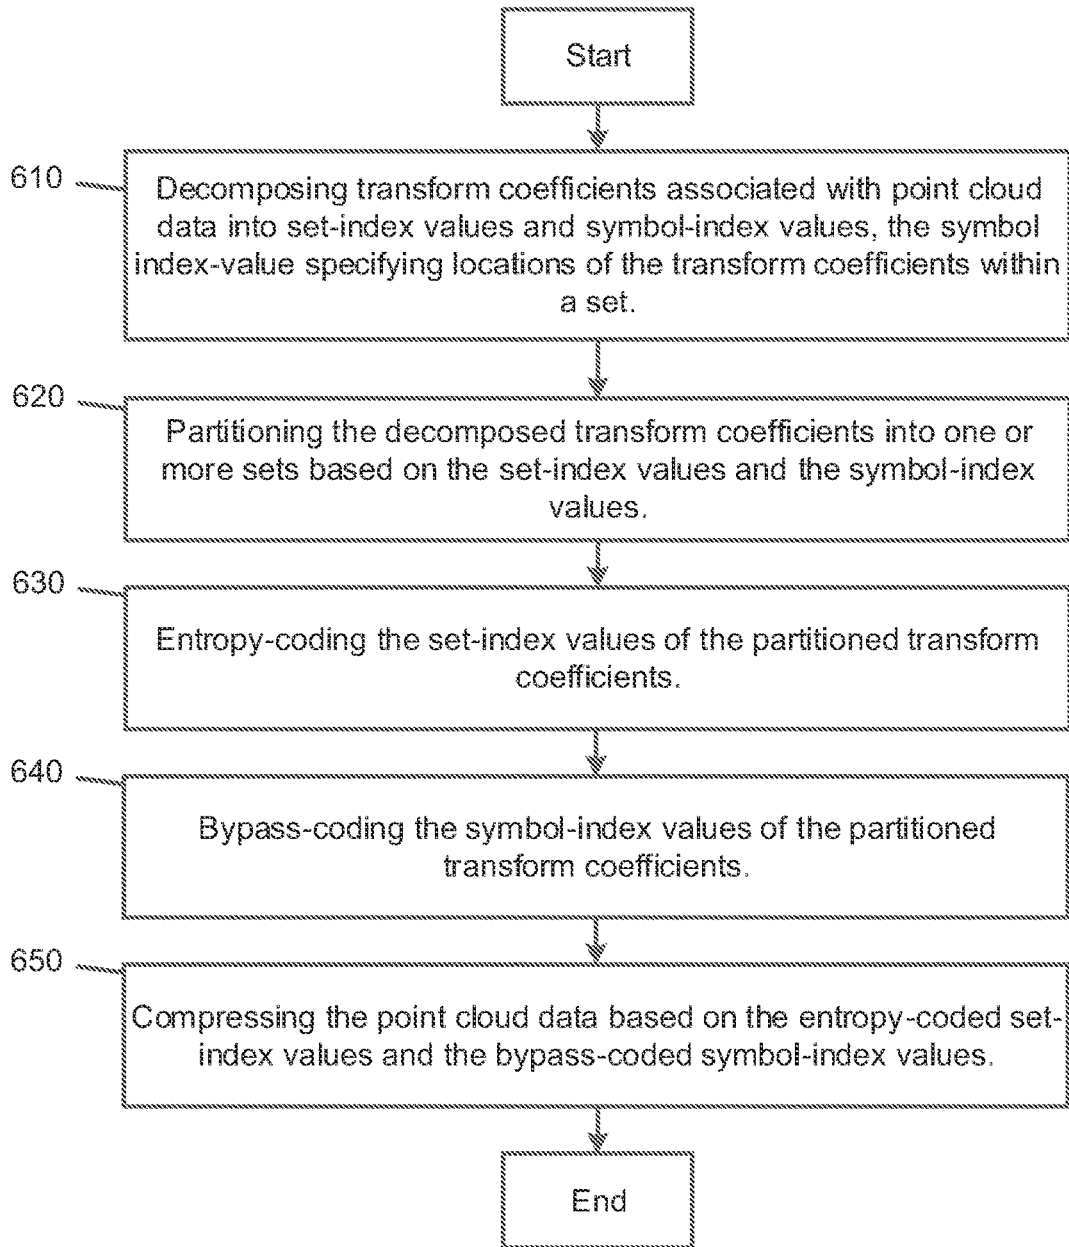 Start
610
Decomposing transform coefficients associated with point cloud
data into set-index values and symbol-index values, the symbol
index-value specifying locations of the transform coefficients within
a set.
620
Partitioning the decomposed transform coefficients into one or
more sets based on the set-index values and the symbol-index
values.
630
Entropy-coding the set-index values of the partitioned transform
coefficients.
640
Bypass-coding the symbol-index values of the partitioned
transform coefficients.
650
Compressing the point cloud data based on the entropy-coded set-
index values and the bypass-coded symbol-index values.
End